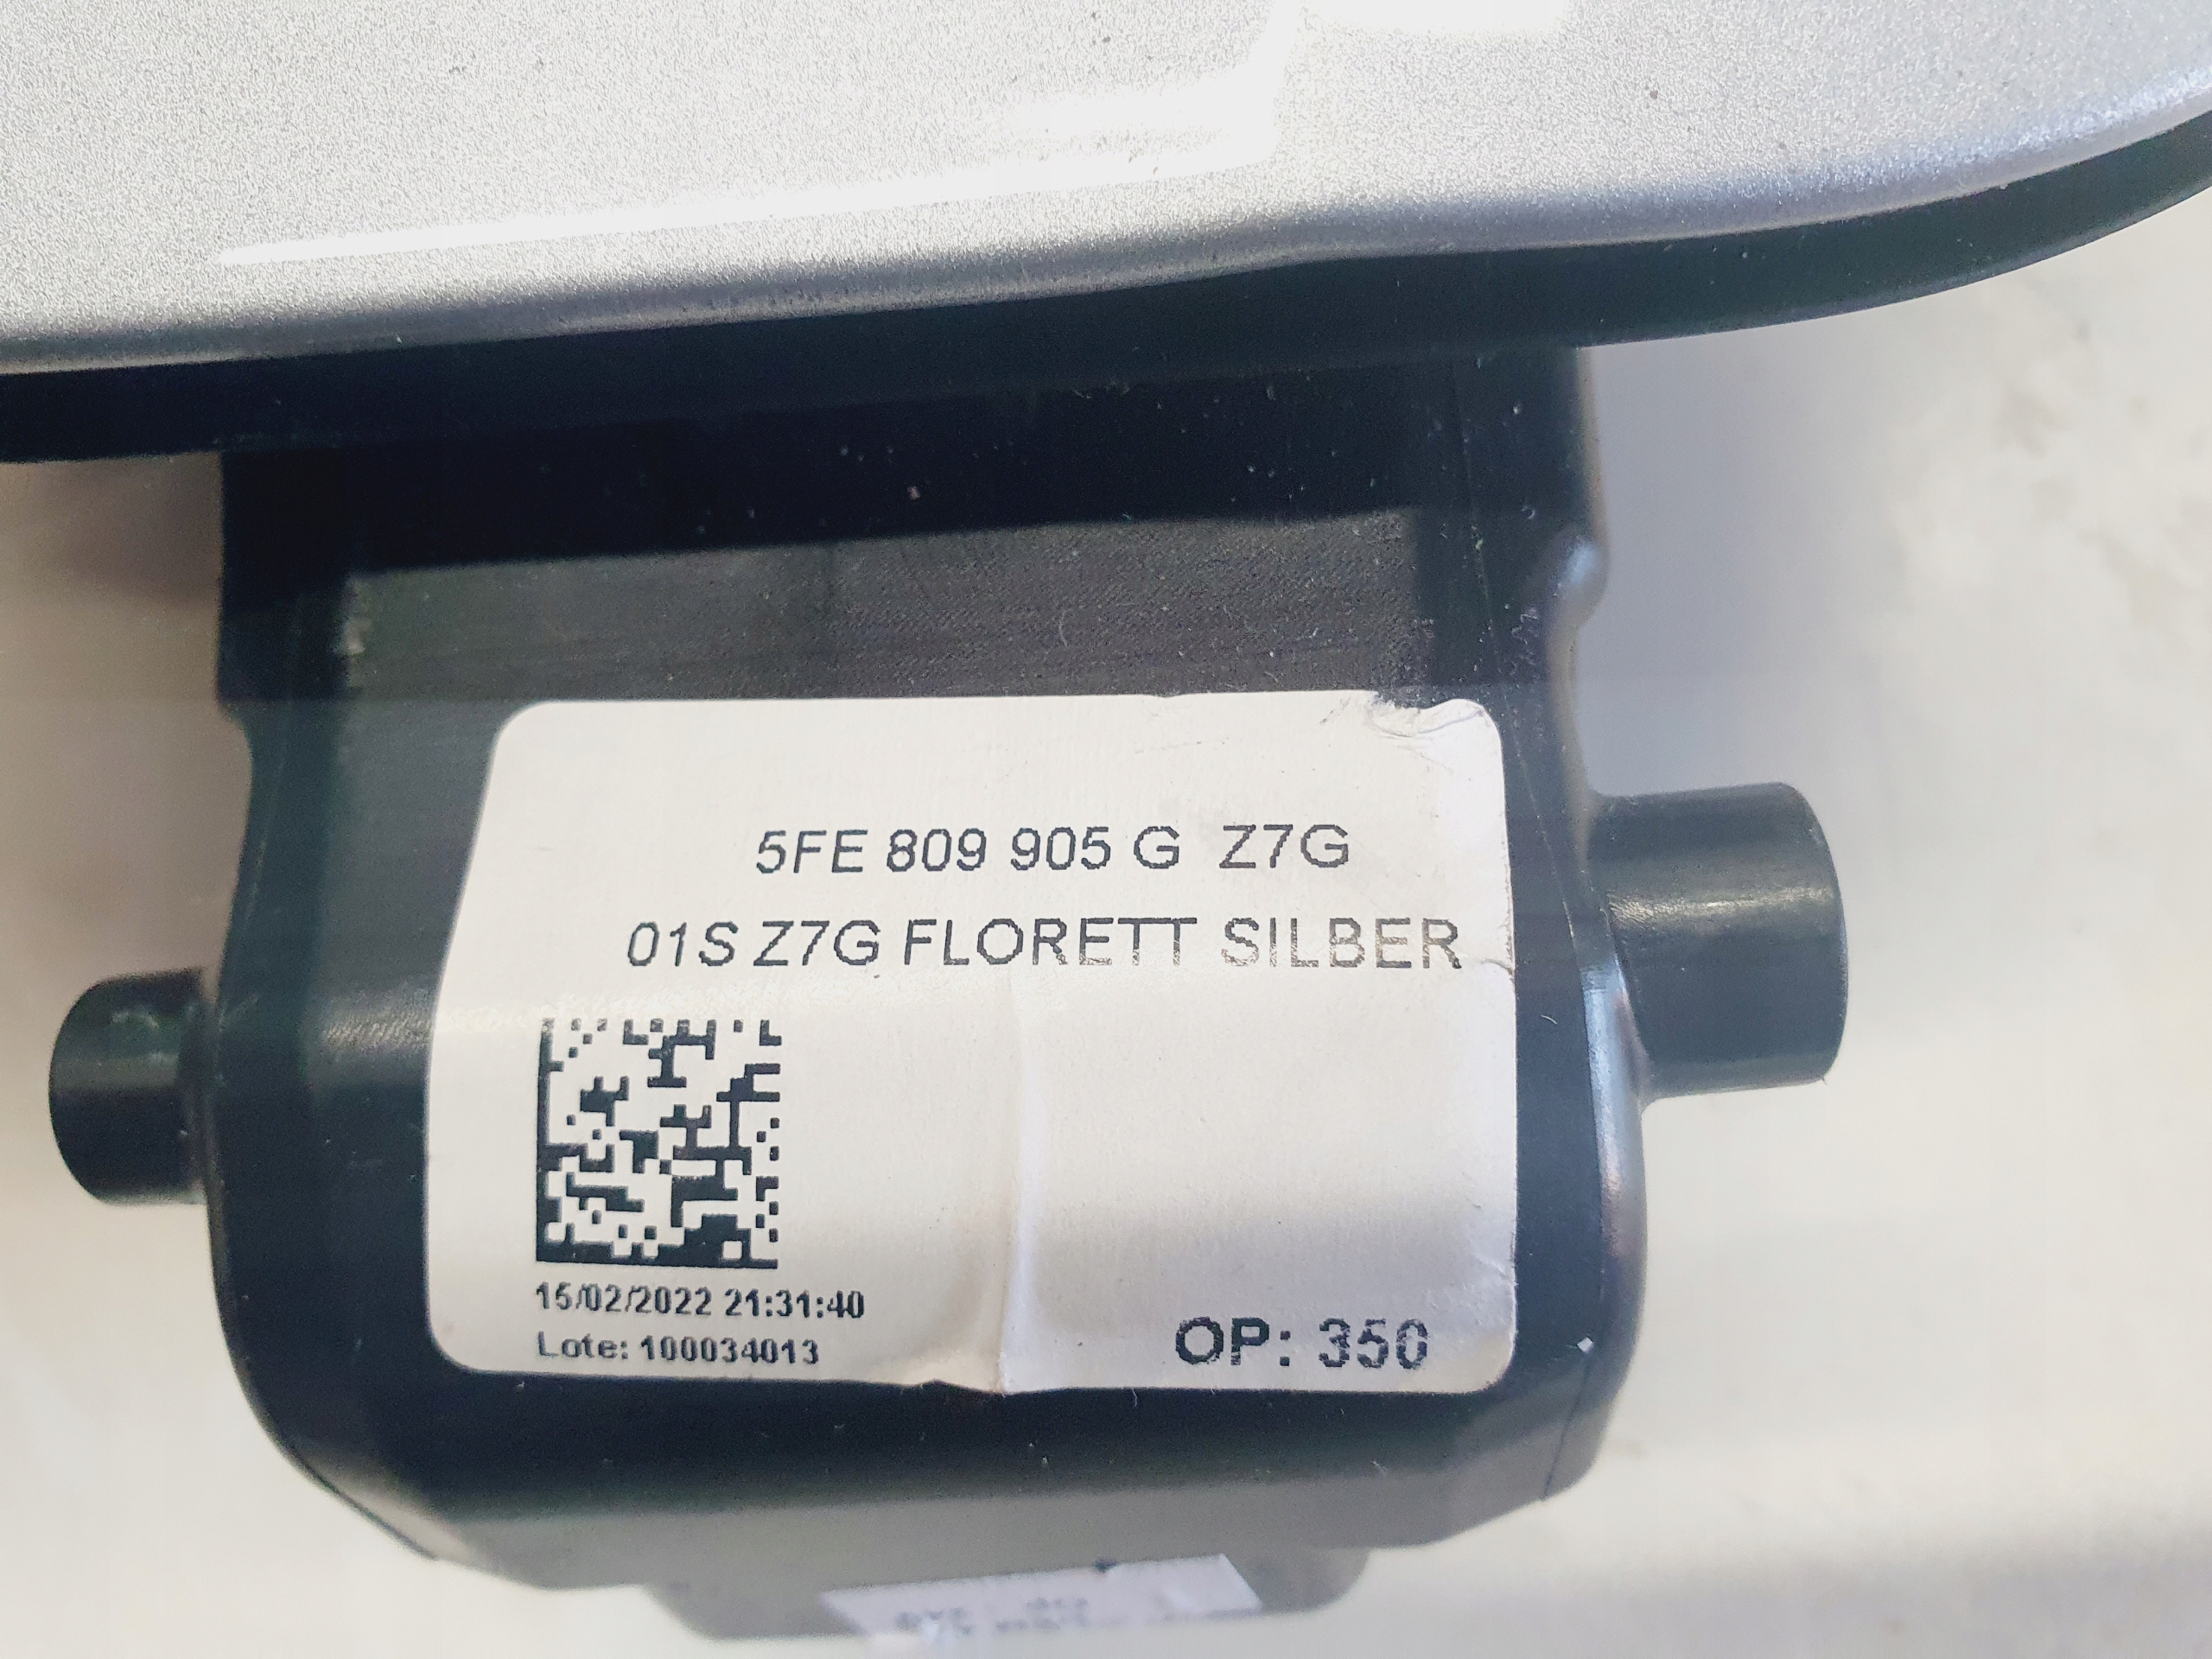 5FE 809 905 G Z7G
01S Z7G FLORETT SILBER
15/02/2022 21:31:40
Lote: 100034013
OP: 350